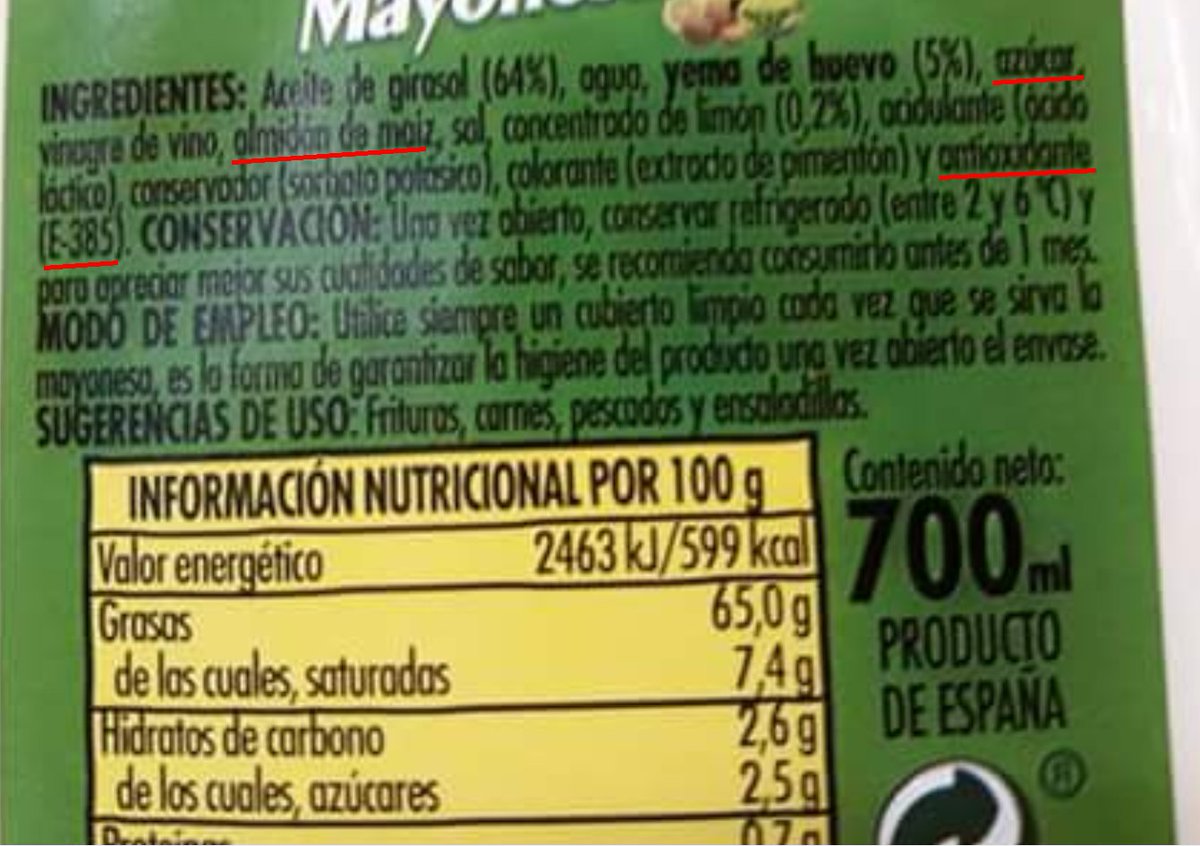 Mayones
INGREDIENTES: Aceite de girasol (64%), agua, yema de huevo (5%), azúcar,
vinagre de vino, almidón de maíz, sal, concentrado de limón (0,2%), acidulante (ácido
láctico), conservador (sorbato potásico), colorante (extracto de pimentón) y antioxidante
(E-385). CONSERVACIÓN: Una vez abierto, conservar refrigerado (entre 2 y 6 °C) y
para apreciar mejor sus cualidades de sabor, se recomienda consumirlo antes de 1 mes.
MODO DE EMPLEO: Utilice siempre un cubierto limpio cada vez que se sirva la
mayonesa, es la forma de garantizar la higiene del producto una vez abierto el envase.
SUGERENCIAS DE USO: Frituras, carnes, pescados y ensaladillas.
INFORMACIÓN NUTRICIONAL POR 100 g
Valor energético 2463 kJ/599 kcal
Grasas 65,0 g
de las cuales, saturadas 7,4 g
Hidratos de carbono 2,6 g
de los cuales, azúcares 2,5 g
Proteínas 0,7 g
Contenido neto:
700 ml
PRODUCTO
DE ESPAÑA
®